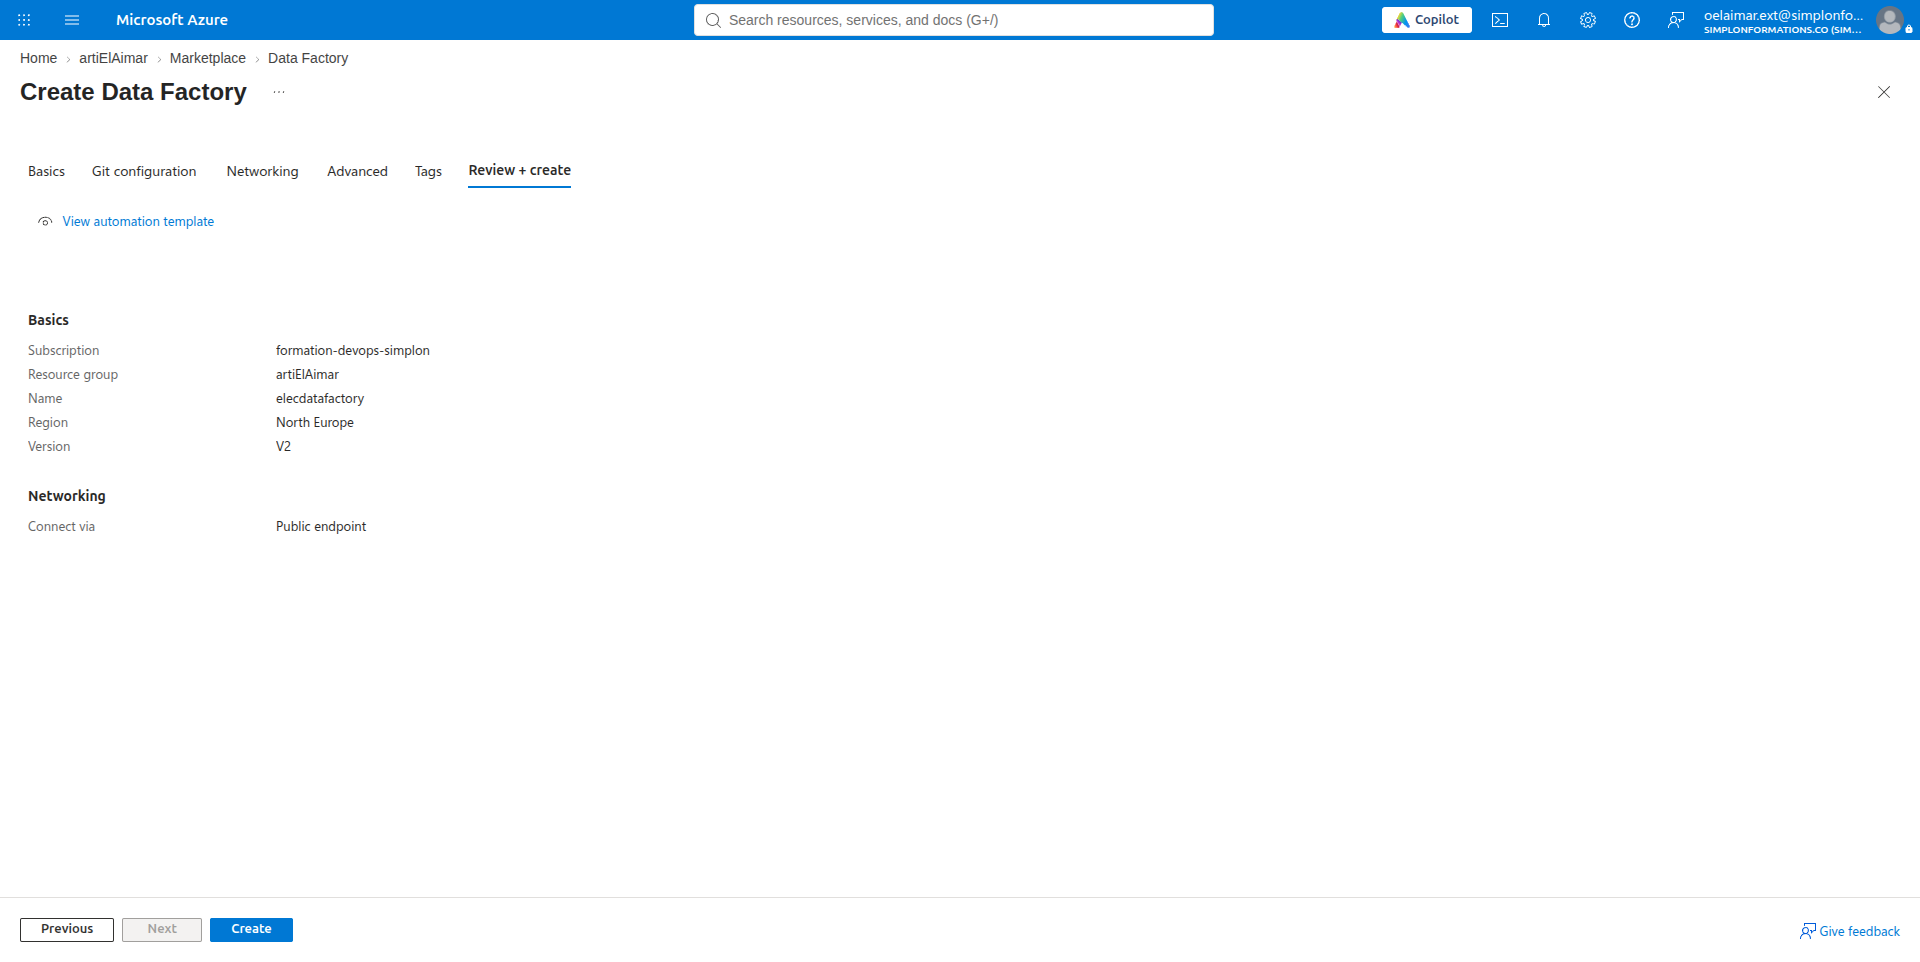 Microsoft Azure
Search resources, services, and docs (G+/)
Copilot
oelaimar.ext@simplonfo...
SIMPLONFORMATIONS.CO (SIM...
Home > artiElAimar > Marketplace > Data Factory
Create Data Factory ...
Basics Git configuration Networking Advanced Tags Review + create
View automation template
Basics
Subscription formation-devops-simplon
Resource group artiElAimar
Name elecdatafactory
Region North Europe
Version V2
Networking
Connect via Public endpoint
Previous Next Create
Give feedback